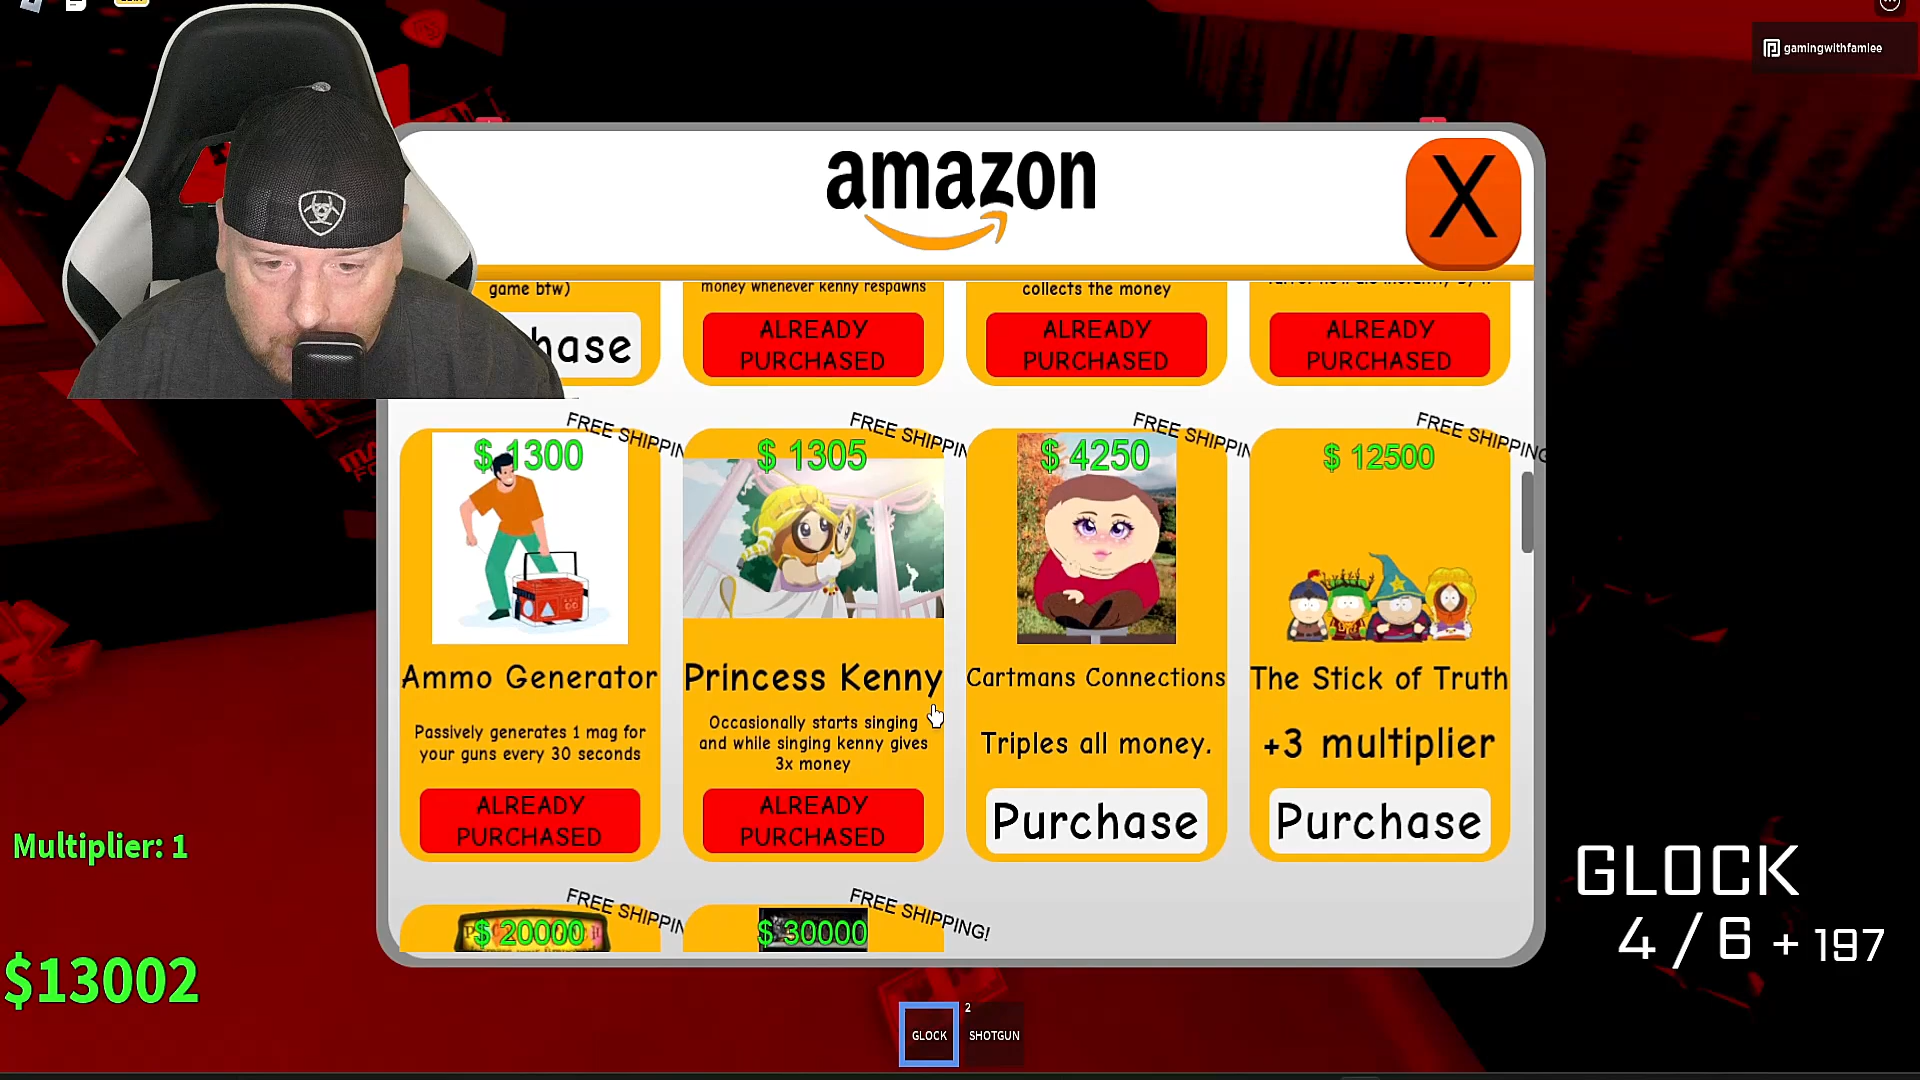 gamingwithfamlee
amazon
X
game btw)
money whenever kenny respawns
collects the money
hase
ALREADY
PURCHASED
ALREADY
PURCHASED
ALREADY
PURCHASED
FREE SHIPPIN
FREE SHIPPIN
FREE SHIPPIN
FREE SHIPPING
$ 1300
$ 1305
$ 4250
$ 12500
Ammo Generator
Princess Kenny
Cartmans Connections
The Stick of Truth
Passively generates 1 mag for
your guns every 30 seconds
Occasionally starts singing
and while singing kenny gives
3x money
Triples all money.
+3 multiplier
ALREADY
PURCHASED
ALREADY
PURCHASED
Purchase
Purchase
Multiplier: 1
$13002
GLOCK
4 / 6 + 197
FREE SHIPPIN
FREE SHIPPING!
$ 20000
$ 30000
GLOCK
2
SHOTGUN